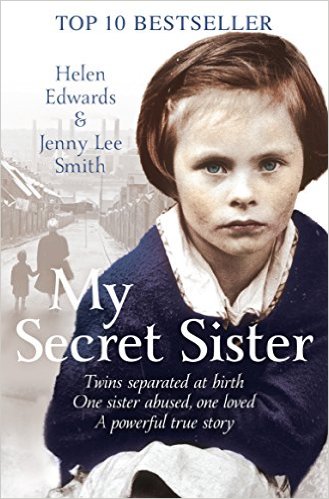 TOP 10 BESTSELLER
Helen
Edwards
&
Jenny Lee
Smith
My
Secret Sister
Twins separated at birth
One sister abused, one loved
A powerful true story